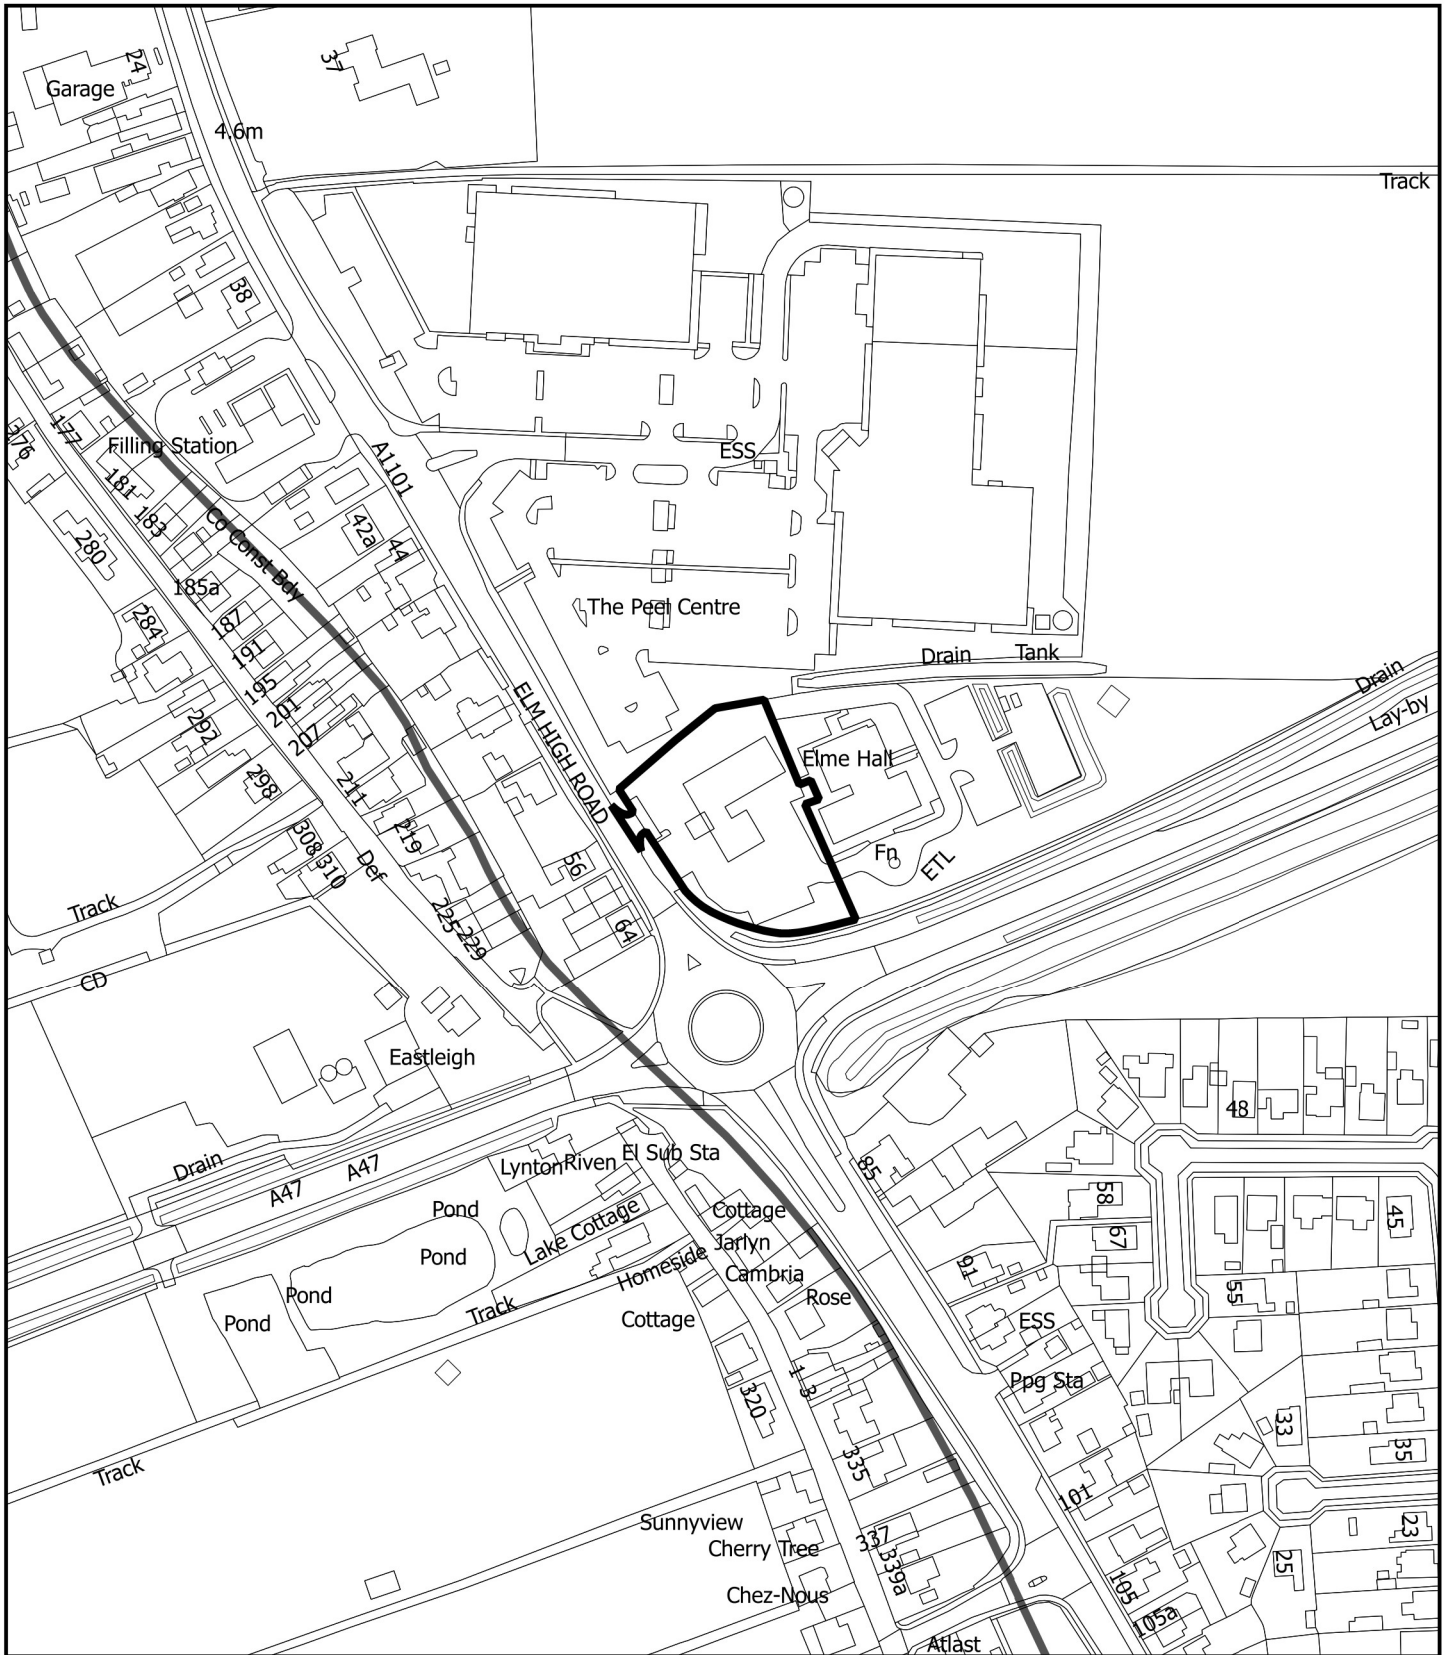 24
37
Garage
4.6m
Track
38
177
276
Filling Station
A1101
ESS
181
183
42a
44
280
Co Const Bdy
185a
187
284
The Peel Centre
191
Drain
Tank
195
Drain
201
ELM HIGH ROAD
Lay-by
292
207
Elme Hall
298
211
308
219
Fn
56
ETL
310
Def
Track
225
229
64
CD
Eastleigh
48
El Sub Sta
Drain
A47
Lynton
Riven
85
A47
58
Pond
Cottage
45
Lake Cottage
67
Jarlyn
Pond
Homeside
91
Cambria
Pond
Rose
55
Track
Pond
Cottage
ESS
1
3
Ppg Sta
320
33
35
335
Track
101
Sunnyview
23
337
Cherry Tree
339a
25
105
Chez-Nous
105a
Atlast